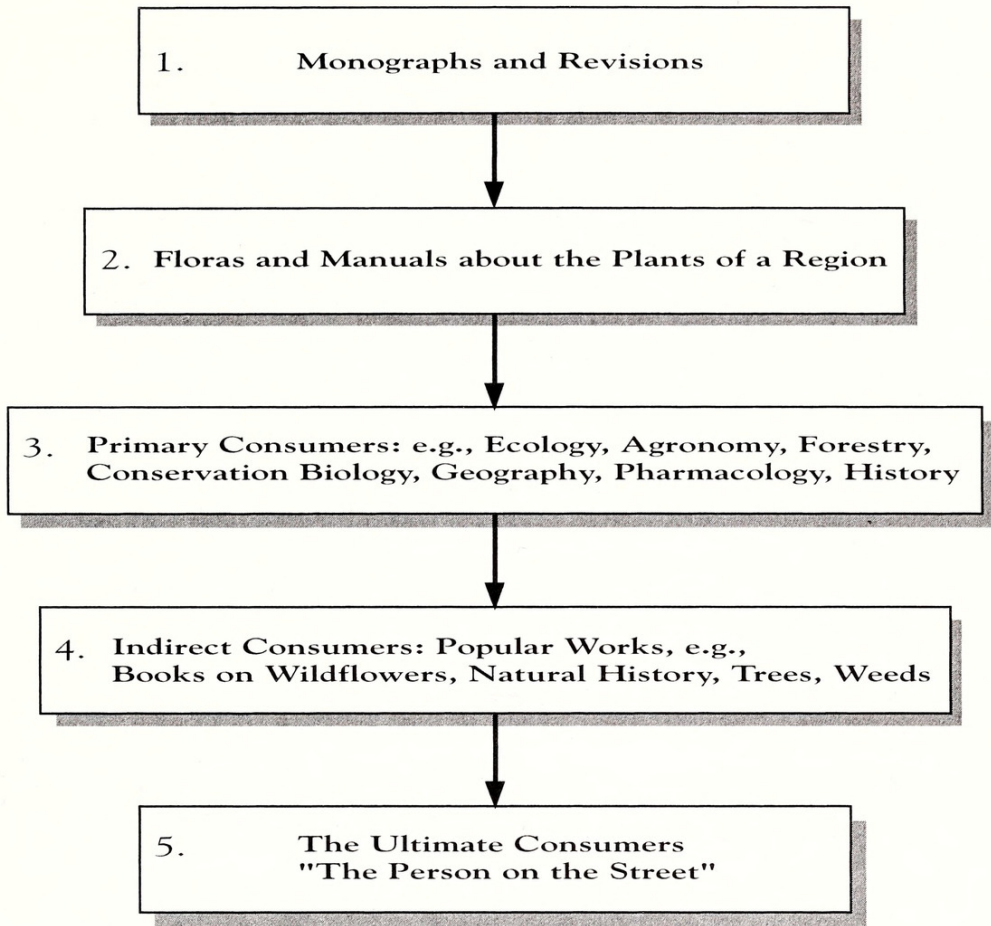 1. Monographs and Revisions
2. Floras and Manuals about the Plants of a Region
3. Primary Consumers: e.g., Ecology, Agronomy, Forestry,
Conservation Biology, Geography, Pharmacology, History
4. Indirect Consumers: Popular Works, e.g.,
Books on Wildflowers, Natural History, Trees, Weeds
5. The Ultimate Consumers
"The Person on the Street"